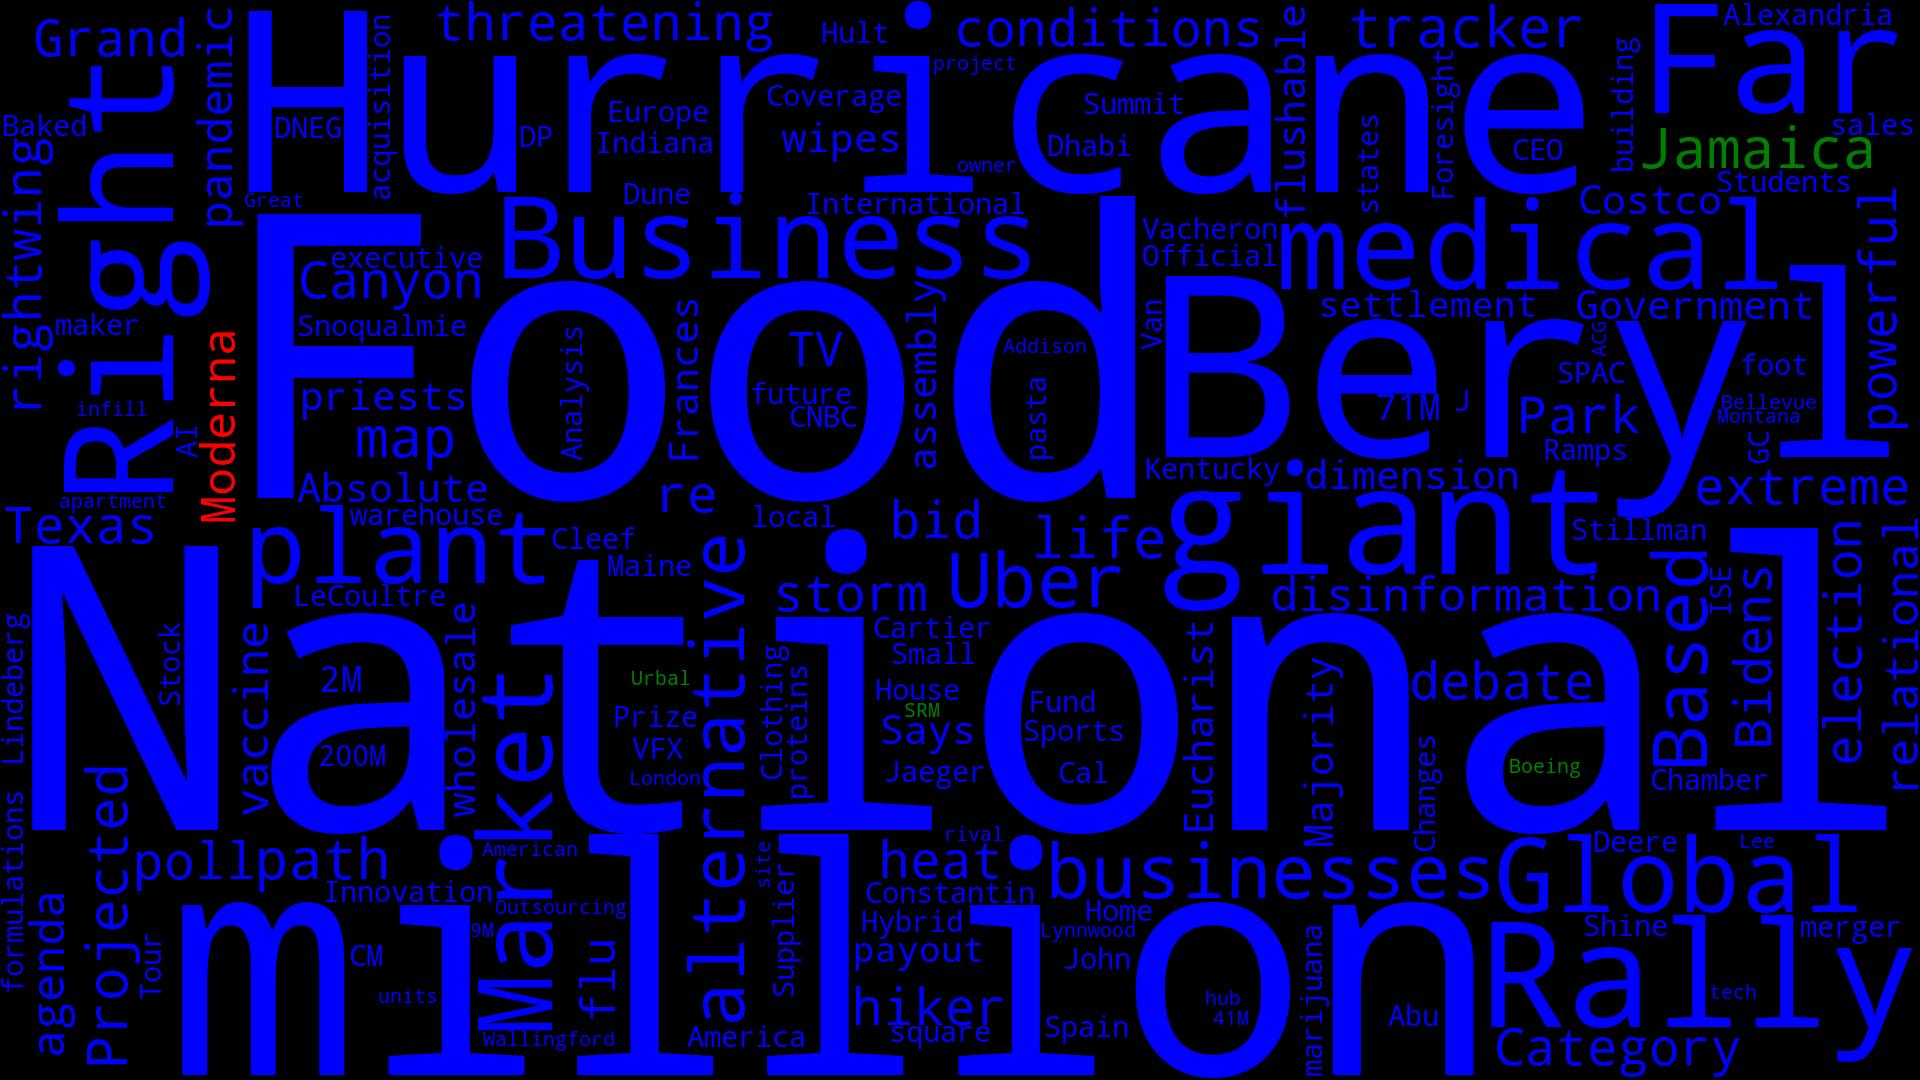 Grand
threatening
Hult
conditions
tracker
Alexandria
Far
Hurricane
project
Right
pandemic
acquisition
flushable
Foresight
building
Baked
DNEG
DP
Europe
Indiana
Coverage
wipes
Summit
Dhabi
states
CEO
sales
Jamaica
owner
Great
Dune
International
Students
Costco
rightwing
Business
Vacheron
Official
medical
powerful
executive
Canyon
Snoqualmie
Food
Beryl
settlement
Government
maker
Moderna
Analysis
Frances
TV
assembly
Addison
Van
ACG
SPAC
foot
priests
future
CNBC
pasta
71M
J
Park
Bellevue
Montana
infill
AI
map
Ramps
GC
apartment
Absolute
re
Kentucky
dimension
extreme
Texas
warehouse
plant
local
bid
life
giant
Stillman
Cleef
Maine
LeCoultre
storm
Uber
disinformation
Based
ISE
Bidens
election
relational
National
Stock
vaccine
2M
wholesale
Market
Urbal
alternative
Cartier
Small
Clothing
proteins
House
SRM
Says
Fund
Sports
Eucharist
Majority
debate
Lindeberg
200M
Prize
VFX
London
Jaeger
Cal
Changes
Boeing
Chamber
Projected
pollpath
American
site
rival
heat
businesses
Global
Deere
Lee
formulations
agenda
Innovation
Outsourcing
Constantin
Supplier
Hybrid
Home
Lynnwood
Rally
Shine
merger
million
Tour
CM
9M
flu
payout
John
marijuana
units
hiker
hub
41M
Abu
tech
Wallingford
America
square
Spain
Category